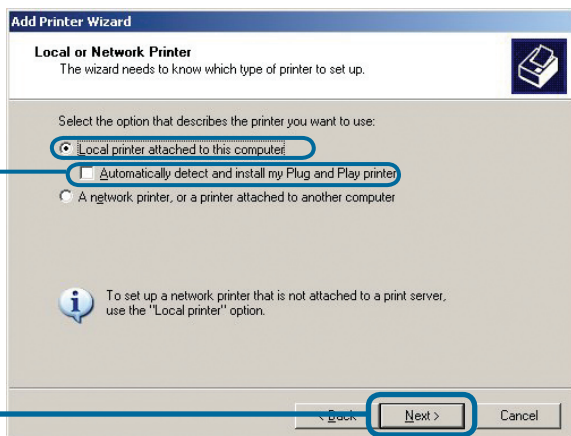 Add Printer Wizard
Local or Network Printer
The wizard needs to know which type of printer to set up.
Select the option that describes the printer you want to use:
Local printer attached to this computer
Automatically detect and install my Plug and Play printer
A network printer, or a printer attached to another computer
To set up a network printer that is not attached to a print server,
use the "Local printer" option.
< Back Next > Cancel